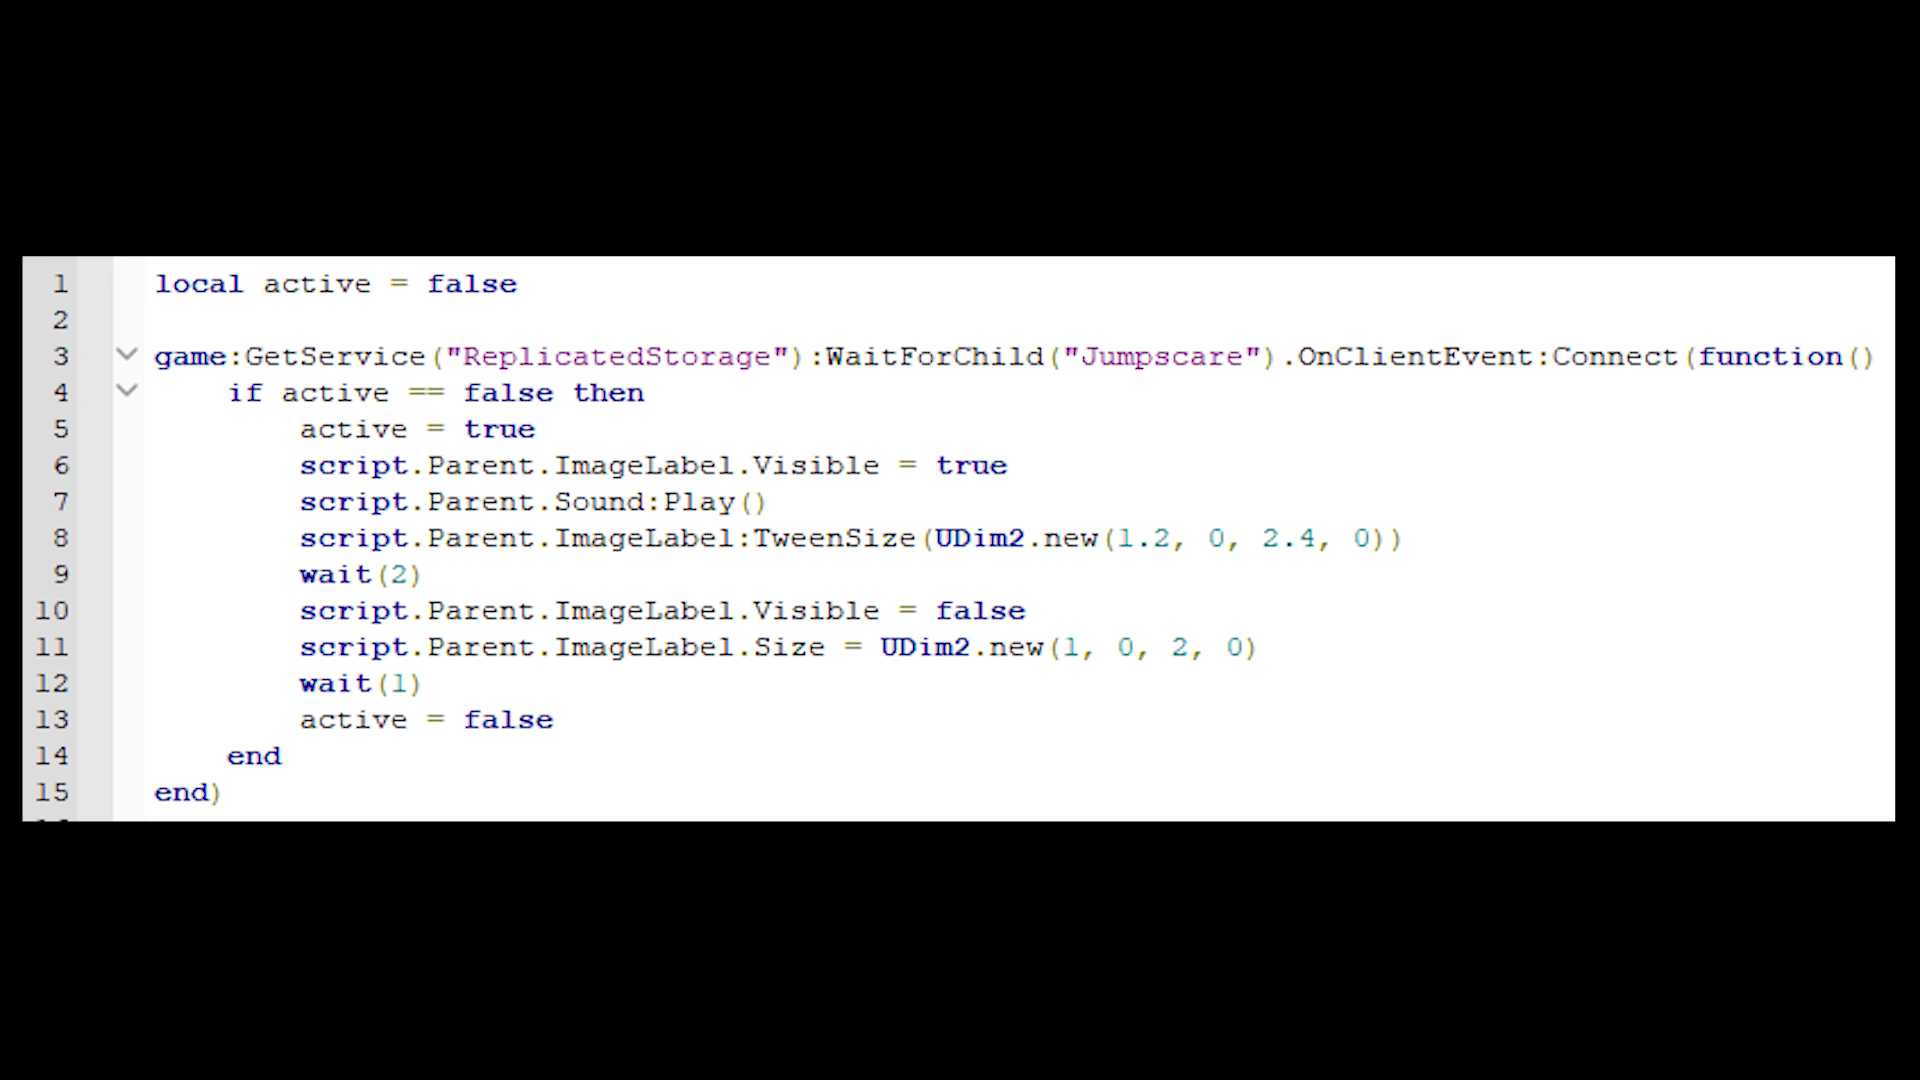 1 local active = false
2
3 game:GetService("ReplicatedStorage"):WaitForChild("Jumpscare").OnClientEvent:Connect(function()
4     if active == false then
5         active = true
6         script.Parent.ImageLabel.Visible = true
7         script.Parent.Sound:Play()
8         script.Parent.ImageLabel:TweenSize(UDim2.new(1.2, 0, 2.4, 0))
9         wait(2)
10         script.Parent.ImageLabel.Visible = false
11         script.Parent.ImageLabel.Size = UDim2.new(1, 0, 2, 0)
12         wait(1)
13         active = false
14     end
15 end)